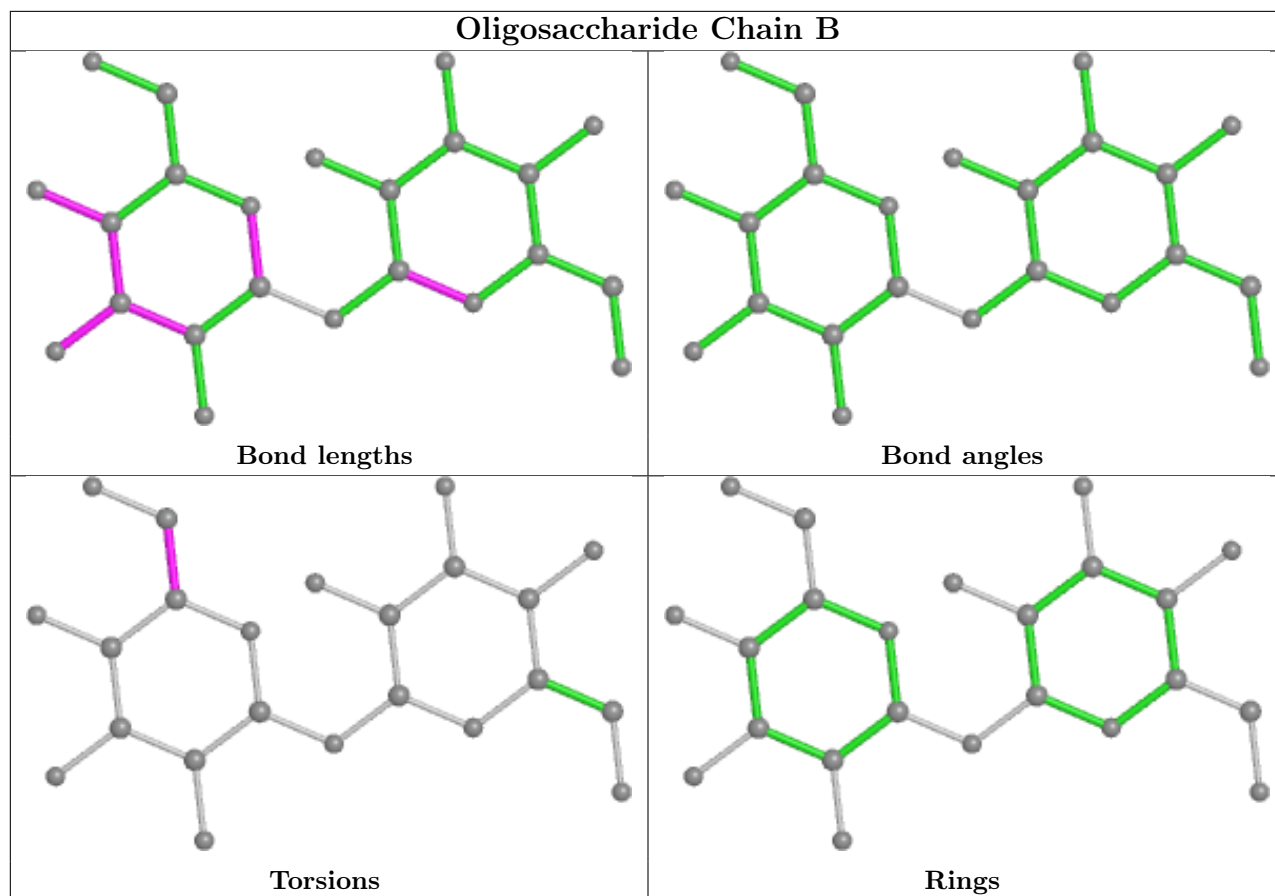 Oligosaccharide Chain B
Bond lengths
Bond angles
Torsions
Rings